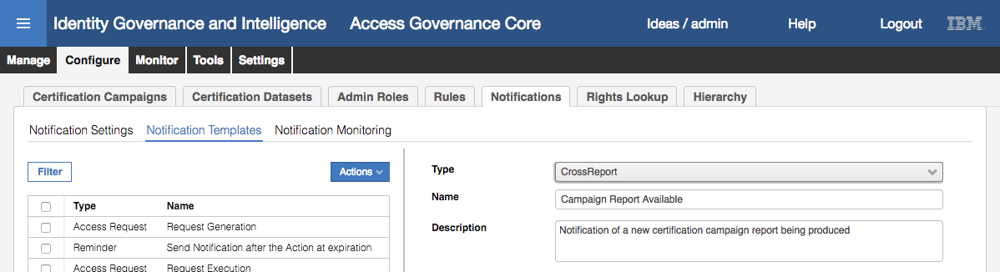 Identity Governance and Intelligence Access Governance Core Ideas / admin Help Logout IBM
Manage Configure Monitor Tools Settings
Certification Campaigns Certification Datasets Admin Roles Rules Notifications Rights Lookup Hierarchy
Notification Settings Notification Templates Notification Monitoring
Filter Actions
Type Name
Access Request Request Generation
Reminder Send Notification after the Action at expiration
Access Request Request Execution
Type CrossReport
Name Campaign Report Available
Description Notification of a new certification campaign report being produced